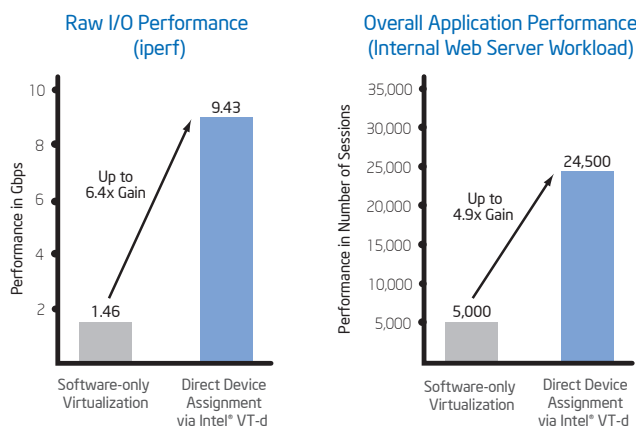 Raw I/O Performance
(iperf)
Performance in Gbps
10
8
6
4
2
1.46
9.43
Up to
6.4x Gain
Software-only
Virtualization
Direct Device
Assignment
via Intel® VT-d
Overall Application Performance
(Internal Web Server Workload)
Performance in Number of Sessions
35,000
30,000
25,000
20,000
15,000
10,000
5,000
5,000
24,500
Up to
4.9x Gain
Software-only
Virtualization
Direct Device
Assignment
via Intel® VT-d